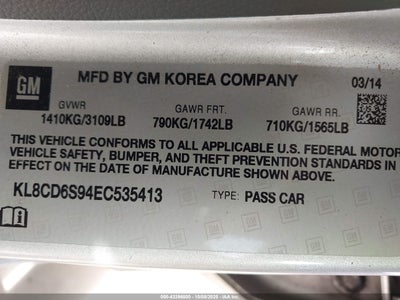 GM
MFD BY GM KOREA COMPANY
03/14
GVWR GAWR FRT. GAWR RR.
1410KG/3109LB 790KG/1742LB 710KG/1565LB
THIS VEHICLE CONFORMS TO ALL APPLICABLE U.S. FEDERAL MOTOR
VEHICLE SAFETY, BUMPER, AND THEFT PREVENTION STANDARDS
IN EFFECT ON THE DATE OF MANUFACTURE SHOWN ABOVE.
KL8CD6S94EC535413 TYPE: PASS CAR